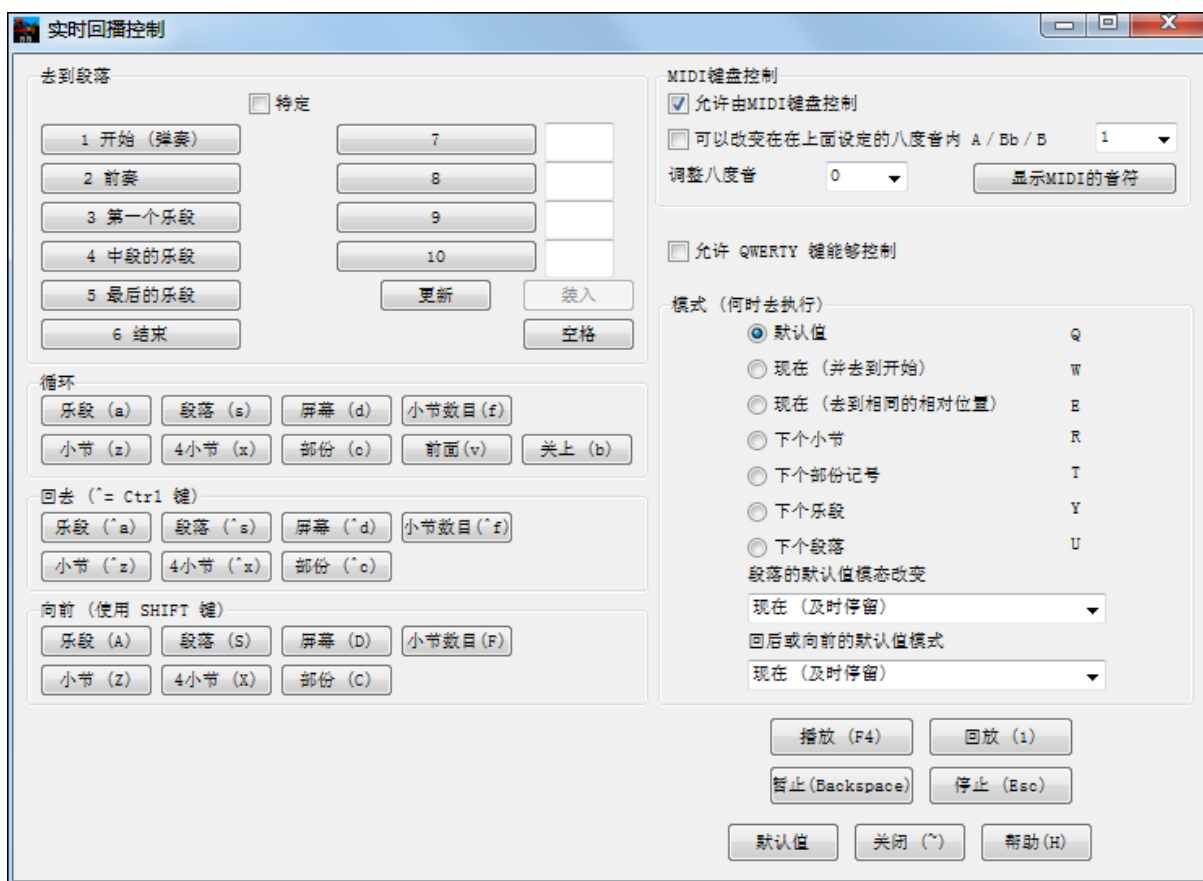 实时回播控制
去到段落
特定
1 开始 (弹奏)
7
2 前奏
8
3 第一个乐段
9
4 中段的乐段
10
5 最后的乐段
更新
装入
6 结束
空格
循环
乐段 (a)
段落 (s)
屏幕 (d)
小节数目(f)
小节 (z)
4小节 (x)
部份 (c)
前面(v)
关上 (b)
回去 (^= Ctrl 键)
乐段 (^a)
段落 (^s)
屏幕 (^d)
小节数目(^f)
小节 (^z)
4小节 (^x)
部份 (^c)
向前 (使用 SHIFT 键)
乐段 (A)
段落 (S)
屏幕 (D)
小节数目(F)
小节 (Z)
4小节 (X)
部份 (C)
MIDI键盘控制
允许由MIDI键盘控制
可以改变在在上面设定的八度音内 A / Bb / B
1
调整八度音
0
显示MIDI的音符
允许 QWERTY 键能够控制
模式 (何时去执行)
默认值 Q
现在 (并去到开始) W
现在 (去到相同的相对位置) E
下个小节 R
下个部份记号 T
下个乐段 Y
下个段落 U
段落的默认值模态改变
现在 (及时停留)
回后或向前的默认值模式
现在 (及时停留)
播放 (F4)
回放 (1)
暂止(Backspace)
停止 (Esc)
默认值
关闭 (~)
帮助(H)